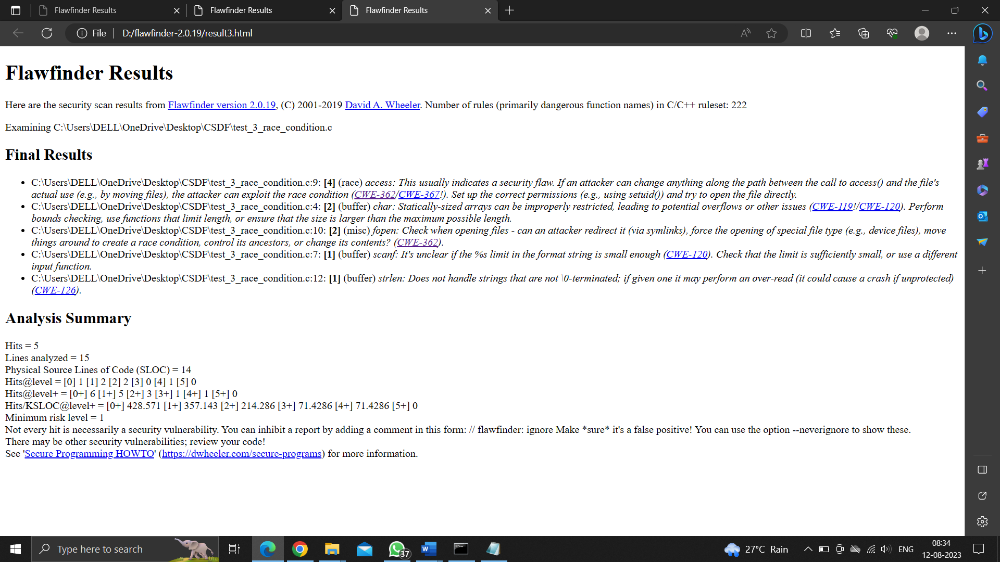 Flawfinder Results
Flawfinder Results
Flawfinder Results
File
D:/flawfinder-2.0.19/result3.html
Flawfinder Results
Here are the security scan results from Flawfinder version 2.0.19, (C) 2001-2019 David A. Wheeler. Number of rules (primarily dangerous function names) in C/C++ ruleset: 222
Examining C:\Users\DELL\OneDrive\Desktop\CSDF\test_3_race_condition.c
Final Results
• C:\Users\DELL\OneDrive\Desktop\CSDF\test_3_race_condition.c:9: [4] (race) access: This usually indicates a security flaw. If an attacker can change anything along the path between the call to access() and the file's
actual use (e.g., by moving files), the attacker can exploit the race condition (CWE-362/CWE-367!). Set up the correct permissions (e.g., using setuid()) and try to open the file directly.
• C:\Users\DELL\OneDrive\Desktop\CSDF\test_3_race_condition.c:4: [2] (buffer) char: Statically-sized arrays can be improperly restricted, leading to potential overflows or other issues (CWE-119!/CWE-120). Perform
bounds checking, use functions that limit length, or ensure that the size is larger than the maximum possible length.
• C:\Users\DELL\OneDrive\Desktop\CSDF\test_3_race_condition.c:10: [2] (misc) fopen: Check when opening files - can an attacker redirect it (via symlinks), force the opening of special file type (e.g., device files), move
things around to create a race condition, control its ancestors, or change its contents? (CWE-362).
• C:\Users\DELL\OneDrive\Desktop\CSDF\test_3_race_condition.c:7: [1] (buffer) scanf: It's unclear if the %s limit in the format string is small enough (CWE-120). Check that the limit is sufficiently small, or use a different
input function.
• C:\Users\DELL\OneDrive\Desktop\CSDF\test_3_race_condition.c:12: [1] (buffer) strlen: Does not handle strings that are not \0-terminated; if given one it may perform an over-read (it could cause a crash if unprotected)
(CWE-126).
Analysis Summary
Hits = 5
Lines analyzed = 15
Physical Source Lines of Code (SLOC) = 14
Hits@level = [0] 1 [1] 2 [2] 2 [3] 0 [4] 1 [5] 0
Hits@level+ = [0+] 6 [1+] 5 [2+] 3 [3+] 1 [4+] 1 [5+] 0
Hits/KSLOC@level+ = [0+] 428.571 [1+] 357.143 [2+] 214.286 [3+] 71.4286 [4+] 71.4286 [5+] 0
Minimum risk level = 1
Not every hit is necessarily a security vulnerability. You can inhibit a report by adding a comment in this form: // flawfinder: ignore Make *sure* it's a false positive! You can use the option --neverignore to show these.
There may be other security vulnerabilities; review your code!
See 'Secure Programming HOWTO' (https://dwheeler.com/secure-programs) for more information.
Type here to search
37
27°C Rain
ENG
08:34
12-08-2023